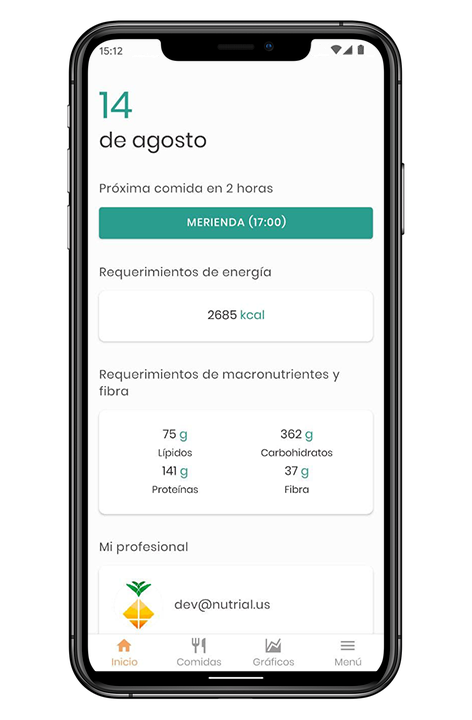 15:12
14
de agosto
Próxima comida en 2 horas
MERIENDA (17:00)
Requerimientos de energía
2685 kcal
Requerimientos de macronutrientes y
fibra
75 g 362 g
Lípidos Carbohidratos
141 g 37 g
Proteínas Fibra
Mi profesional
dev@nutrial.us
Inicio Comidas Gráficos Menú